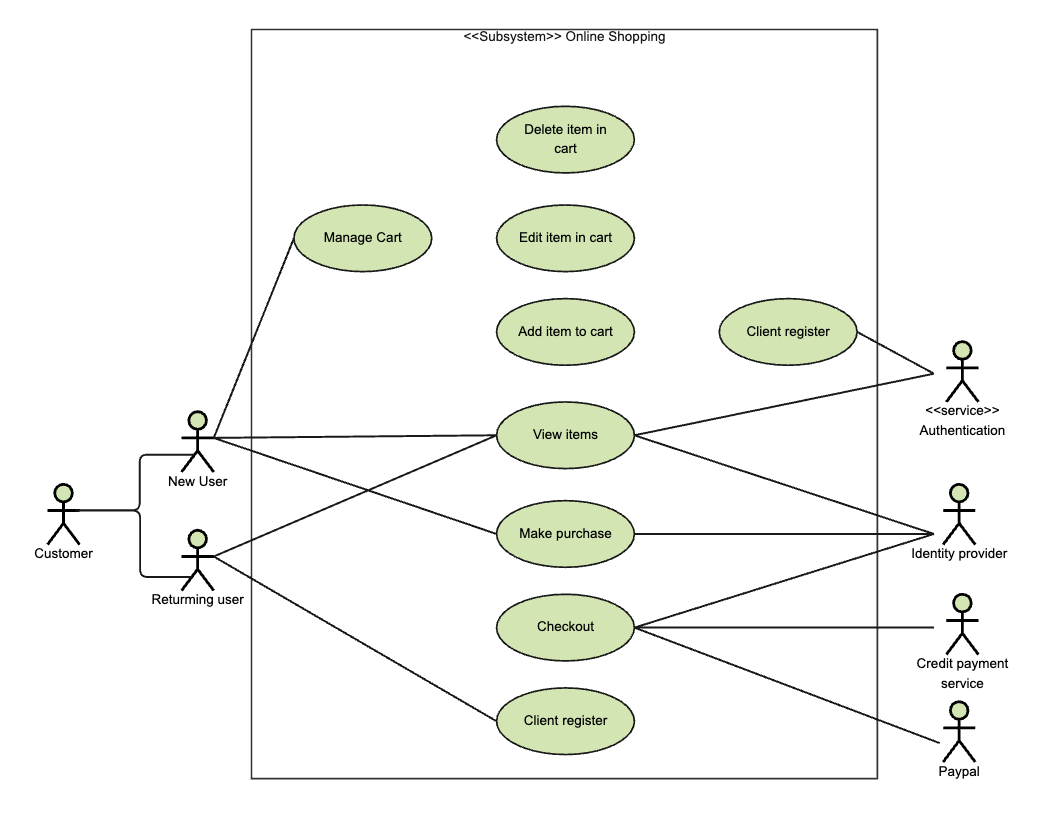 <<Subsystem>> Online Shopping
Delete item in
cart
Manage Cart
Edit item in cart
Add item to cart
Client register
<<service>>
Authentication
View items
New User
Customer
Make purchase
Identity provider
Returming user
Checkout
Credit payment
service
Client register
Paypal